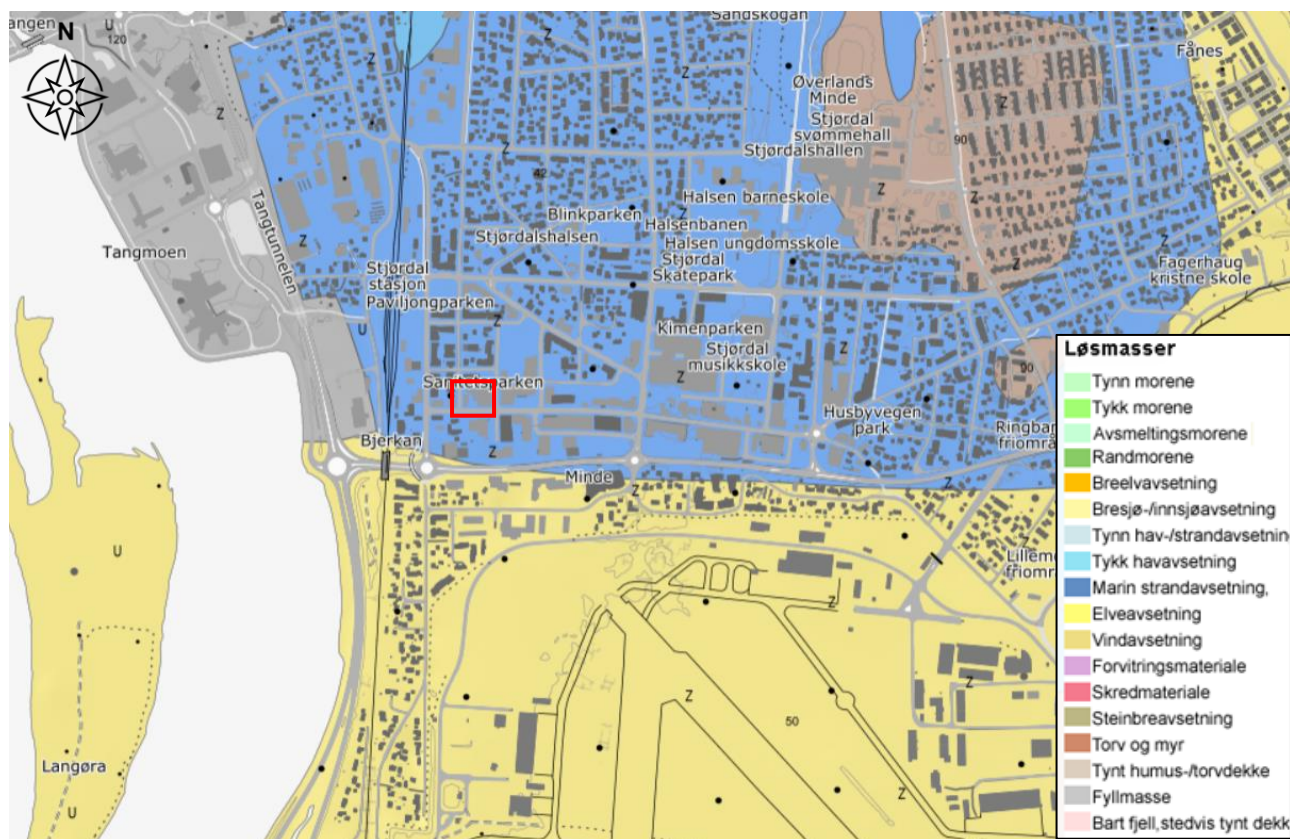 angen
U
120
N
Z
Sandskogan
Z
Z
Fånes
Øverlands
Minde
Stjørdal
svømmehall
Stjørdalshallen
Z
Z
90
Z
Z
42
Z
Halsen barneskole
Blinkparken
Z
Halsenbanen
Stjørdalshalsen
Halsen ungdomsskole
Stjørdal
Skatepark
Tangmoen
Tangtunnelen
Z
Stjørdal
stasjon
Paviljongparken
Fagerhaug
kristne skole
Z
Z
U
Z
Kimenparken
Stjørdal
musikkskole
Z
Z
Sanitetsparken
Husbyvegen
park
Ringbar
friområ
00
Bjerkan
Z
Minde
Z
Z
Z
Lilleme
friområ
U
Z
Z
Z
50
Z
Langøra
U
Løsmasser
Tynn morene
Tykk morene
Avsmeltingsmorene
Randmorene
Breelvavsetning
Bresjø-/innsjøavsetning
Tynn hav-/strandavsetning
Tykk havavsetning
Marin strandavsetning,
Elveavsetning
Vindavsetning
Forvitringsmateriale
Skredmateriale
Steinbreavsetning
Torv og myr
Tynt humus-/torvdekke
Fyllmasse
Bart fjell,stedvis tynt dekk